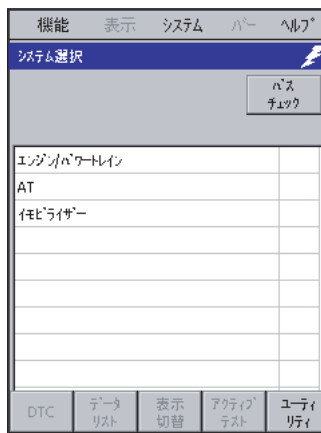 機能 表示 システム バー ヘルプ
システム選択
バス
チェック
エンジン/パワートレイン
AT
イモビライザー
DTC
データ
リスト
表示
切替
アクティブ
テスト
ユーティ
リティ